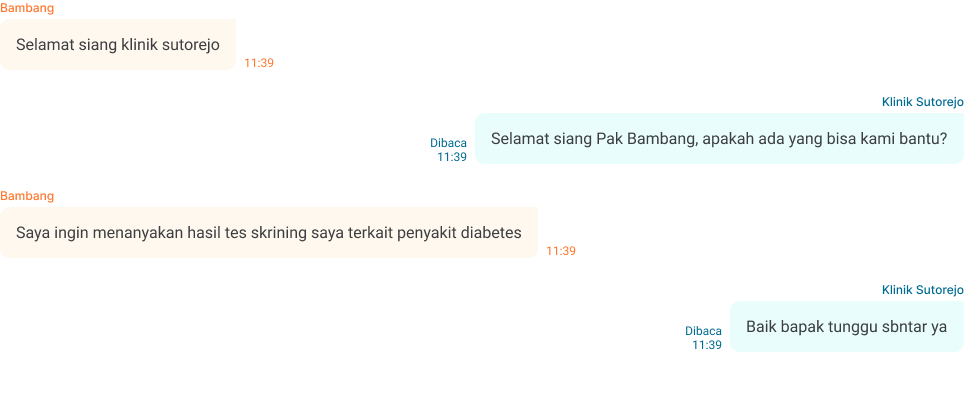 Bambang
Selamat siang klinik sutorejo
11:39
Klinik Sutorejo
Selamat siang Pak Bambang, apakah ada yang bisa kami bantu?
Dibaca
11:39
Bambang
Saya ingin menanyakan hasil tes skrining saya terkait penyakit diabetes
11:39
Klinik Sutorejo
Baik bapak tunggu sbntar ya
Dibaca
11:39